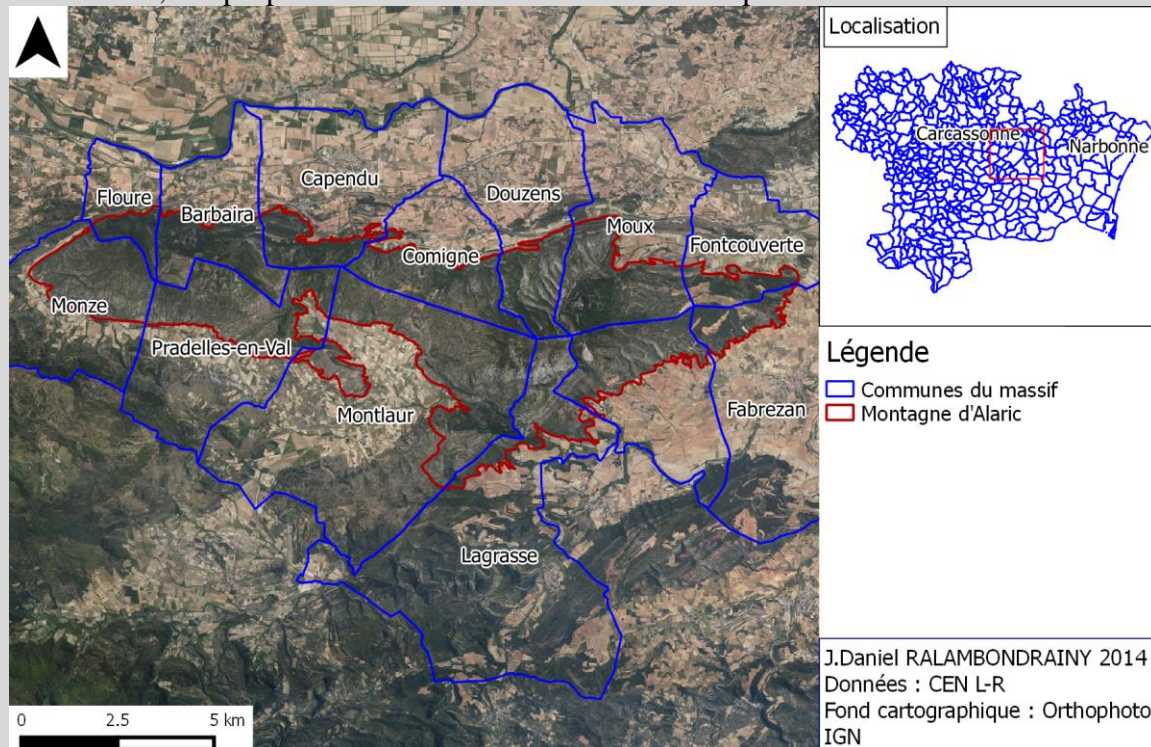 Localisation
Carcassonne
Narbonne
Floure
Capendu
Barbaira
Douzens
Moux
Comigne
Fontcouverte
Monze
Pradelles-en-Val
Montlaur
Fabrezan
Lagrasse
Légende
Communes du massif
Montagne d'Alaric
0 2.5 5 km
J.Daniel RALAMBONDRAINY 2014
Données : CEN L-R
Fond cartographique : Orthophoto
IGN